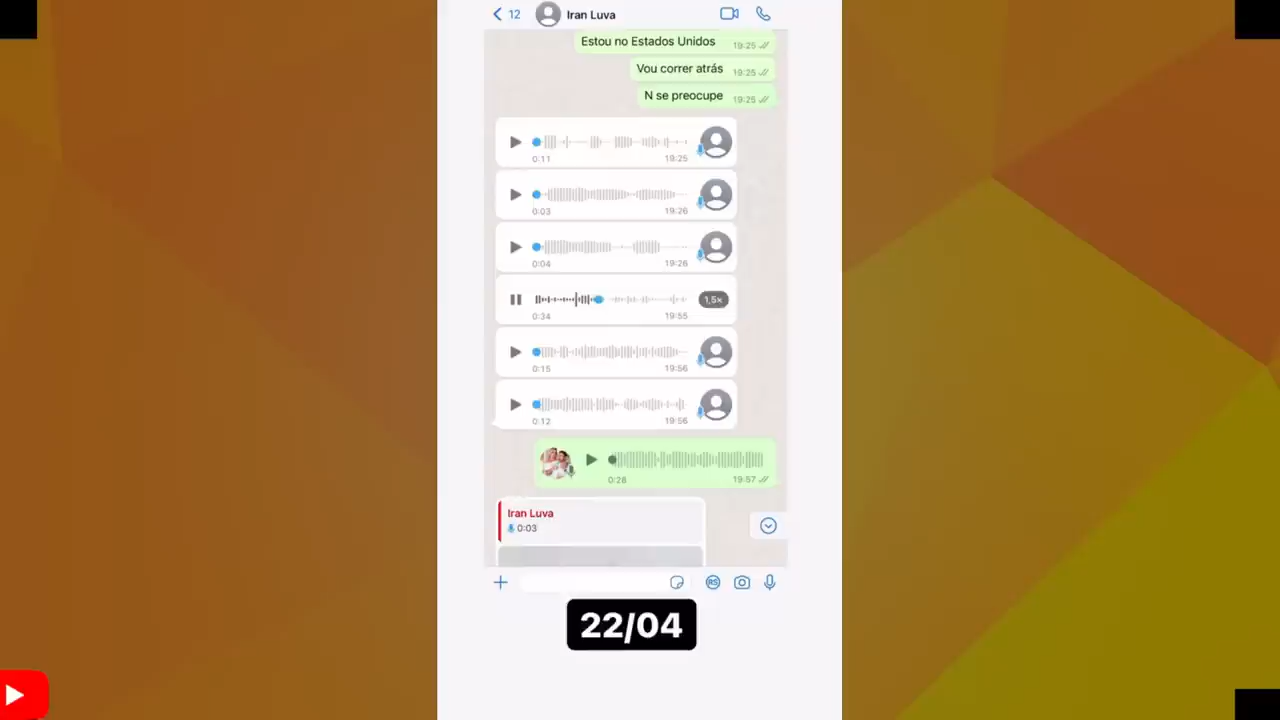 12 Iran Luva
Estou no Estados Unidos 19:25
Vou correr atrás 19:25
N se preocupe 19:25
0:11 19:25
0:03 19:26
0:04 19:26
1,5×
0:34 19:55
0:15 19:56
0:12 19:56
0:28 19:57
Iran Luva
0:03
R$
22/04